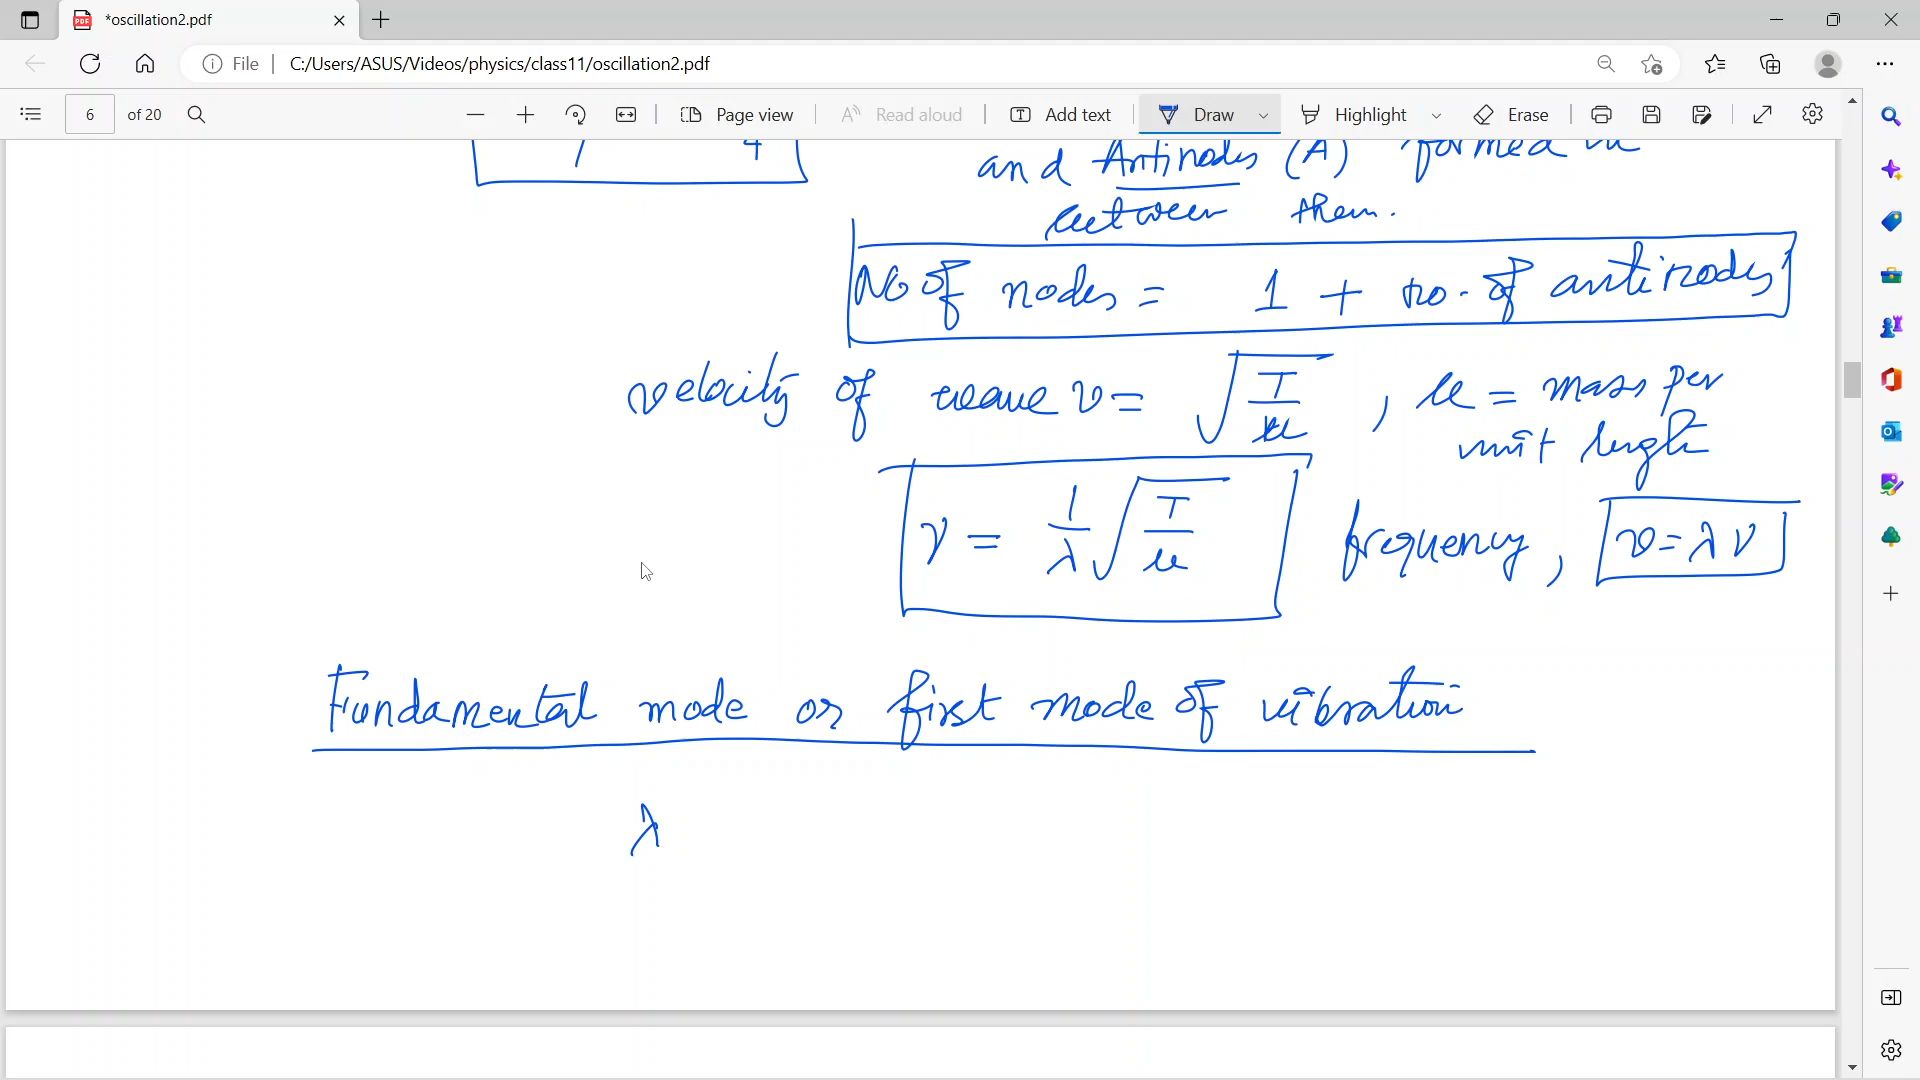 *oscillation2.pdf
File C:/Users/ASUS/Videos/physics/class11/oscillation2.pdf
6 of 20 Page view Read aloud Add text Draw Highlight Erase
4
and Antinodes (A) formed in
between them.
No of nodes = 1 + no. of antinodes
velocity of wave v = √(T/μ) , μ = mass per
unit length
ν = 1/λ √(T/μ) frequency, v = λν
Fundamental mode or first mode of vibration
λ